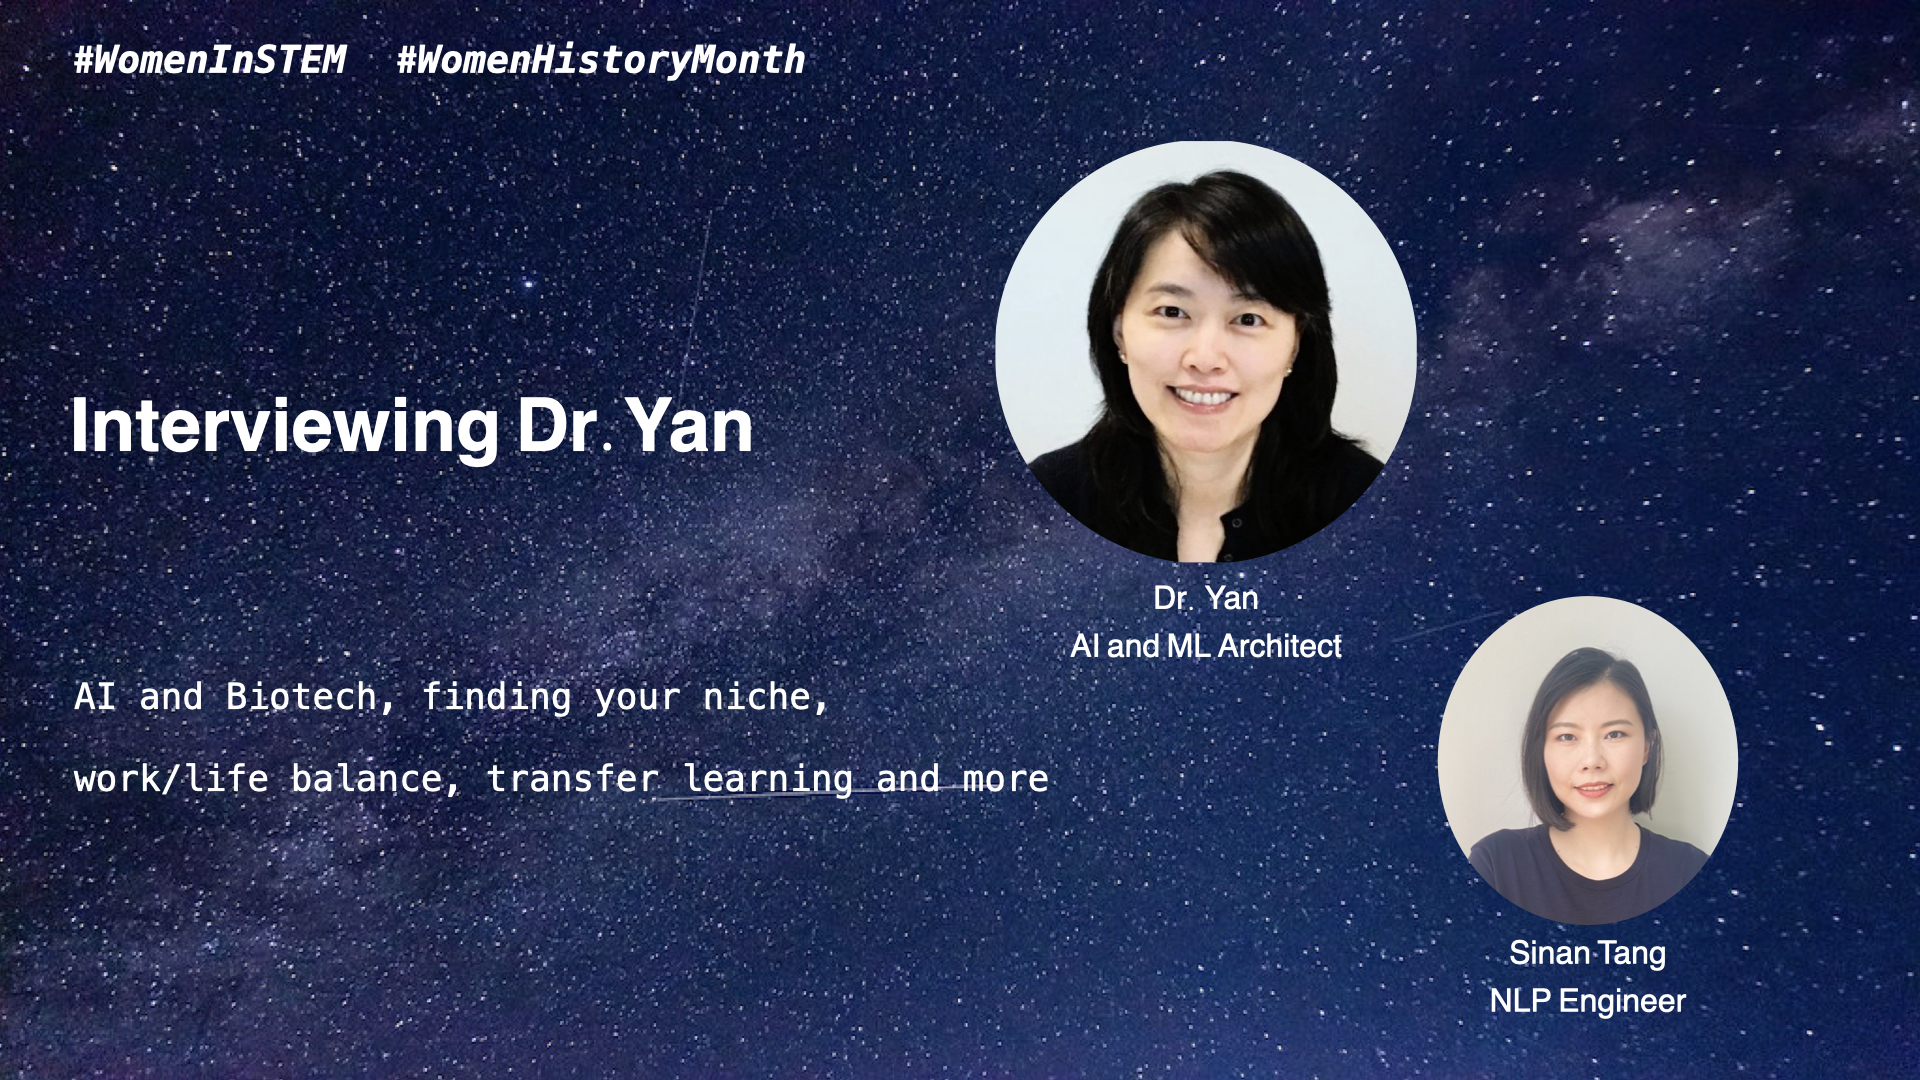 #WomenInSTEM #WomenHistoryMonth
Interviewing Dr. Yan
AI and Biotech, finding your niche,
work/life balance, transfer learning and more
Dr. Yan
AI and ML Architect
Sinan Tang
NLP Engineer